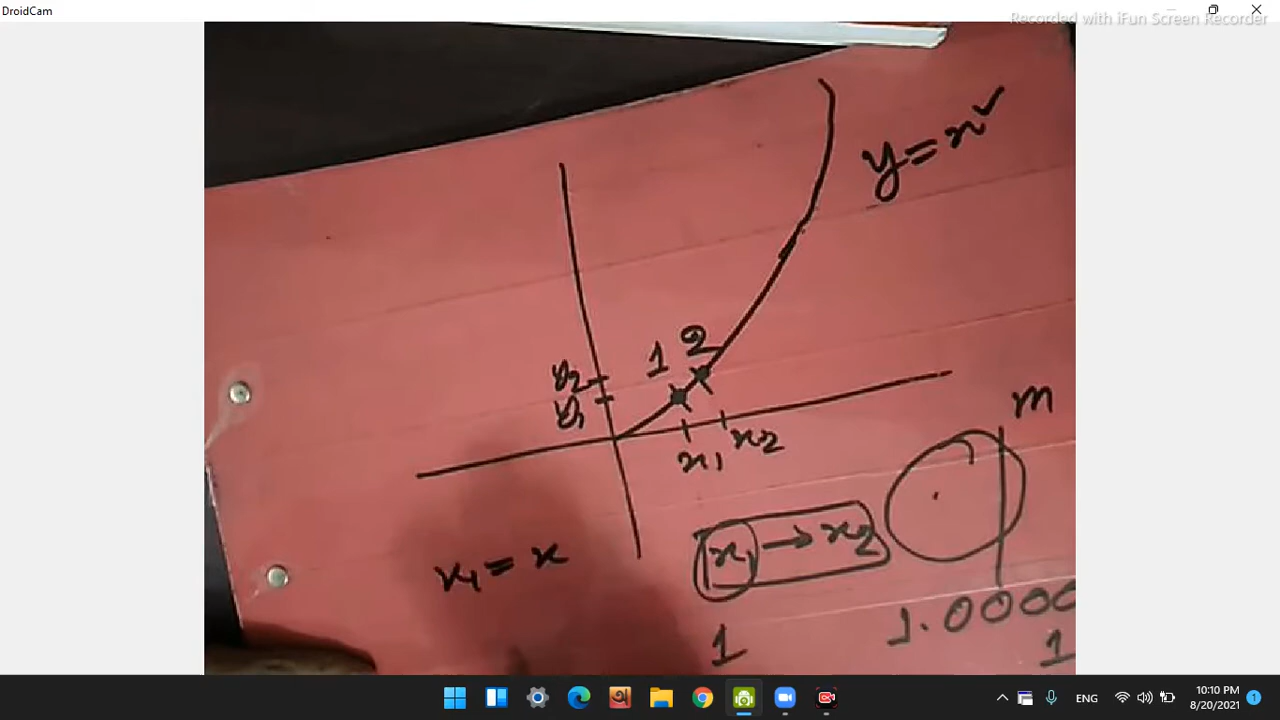 DroidCam
Recorded with iFun Screen Recorder
y = x²
1
2
y₂
y₁
x₁
x₂
m
x₁ → x₂
x₁ = x
1
1.0000
1
অ
ENG
10:10 PM
8/20/2021
1